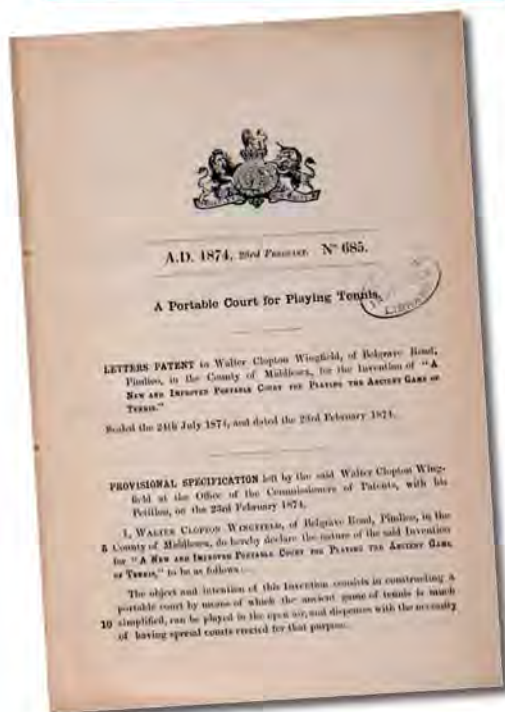 A.D. 1874, 23rd FEBRUARY. Nº 685.
A Portable Court for Playing Tennis.
LIBRARY
LETTERS PATENT to Walter Clopton Wingfield, of Belgrave Road,
Pimlico, in the County of Middlesex, for the Invention of "A
NEW AND IMPROVED PORTABLE COURT FOR PLAYING THE ANCIENT GAME OF
TENNIS."
Sealed the 24th July 1874, and dated the 23rd February 1874.
PROVISIONAL SPECIFICATION left by the said Walter Clopton Wing-
field at the Office of the Commissioners of Patents, with his
Petition, on the 23rd February 1874.
I, WALTER CLOPTON WINGFIELD, of Belgrave Road, Pimlico, in the
5 County of Middlesex, do hereby declare the nature of the said Invention
for "A NEW AND IMPROVED PORTABLE COURT FOR PLAYING THE ANCIENT GAME
OF TENNIS," to be as follows:—
The object and intention of this Invention consists in constructing a
portable court by means of which the ancient game of tennis is much
10 simplified, can be played in the open air, and dispenses with the necessity
of having special courts erected for that purpose.